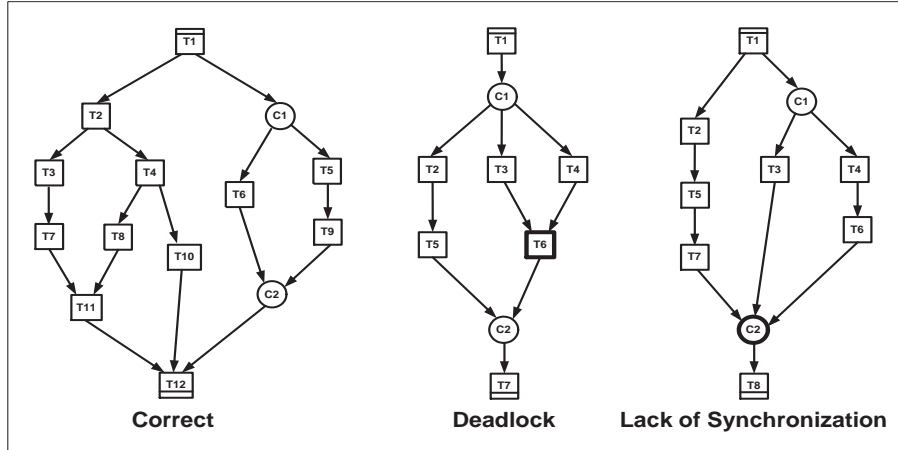 T1
T2
C1
T3
T4
T6
T5
T7
T8
T10
T9
T11
C2
T12
Correct
T1
C1
T2
T3
T4
T5
T6
C2
T7
Deadlock
T1
C1
T2
T3
T4
T5
T6
T7
C2
T8
Lack of Synchronization